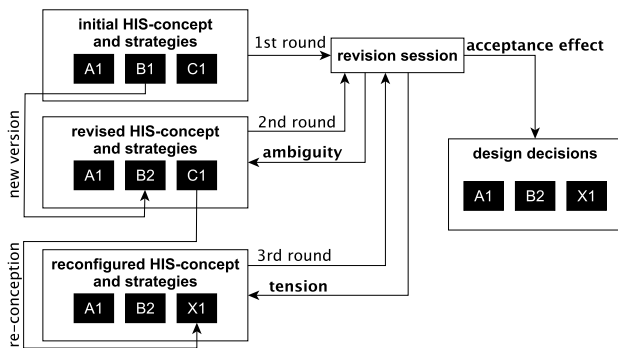 initial HIS-concept
and strategies
A1 B1 C1
1st round
revision session
acceptance effect
new version
revised HIS-concept
and strategies
A1 B2 C1
2nd round
ambiguity
design decisions
A1 B2 X1
re-conception
reconfigured HIS-concept
and strategies
A1 B2 X1
3rd round
tension